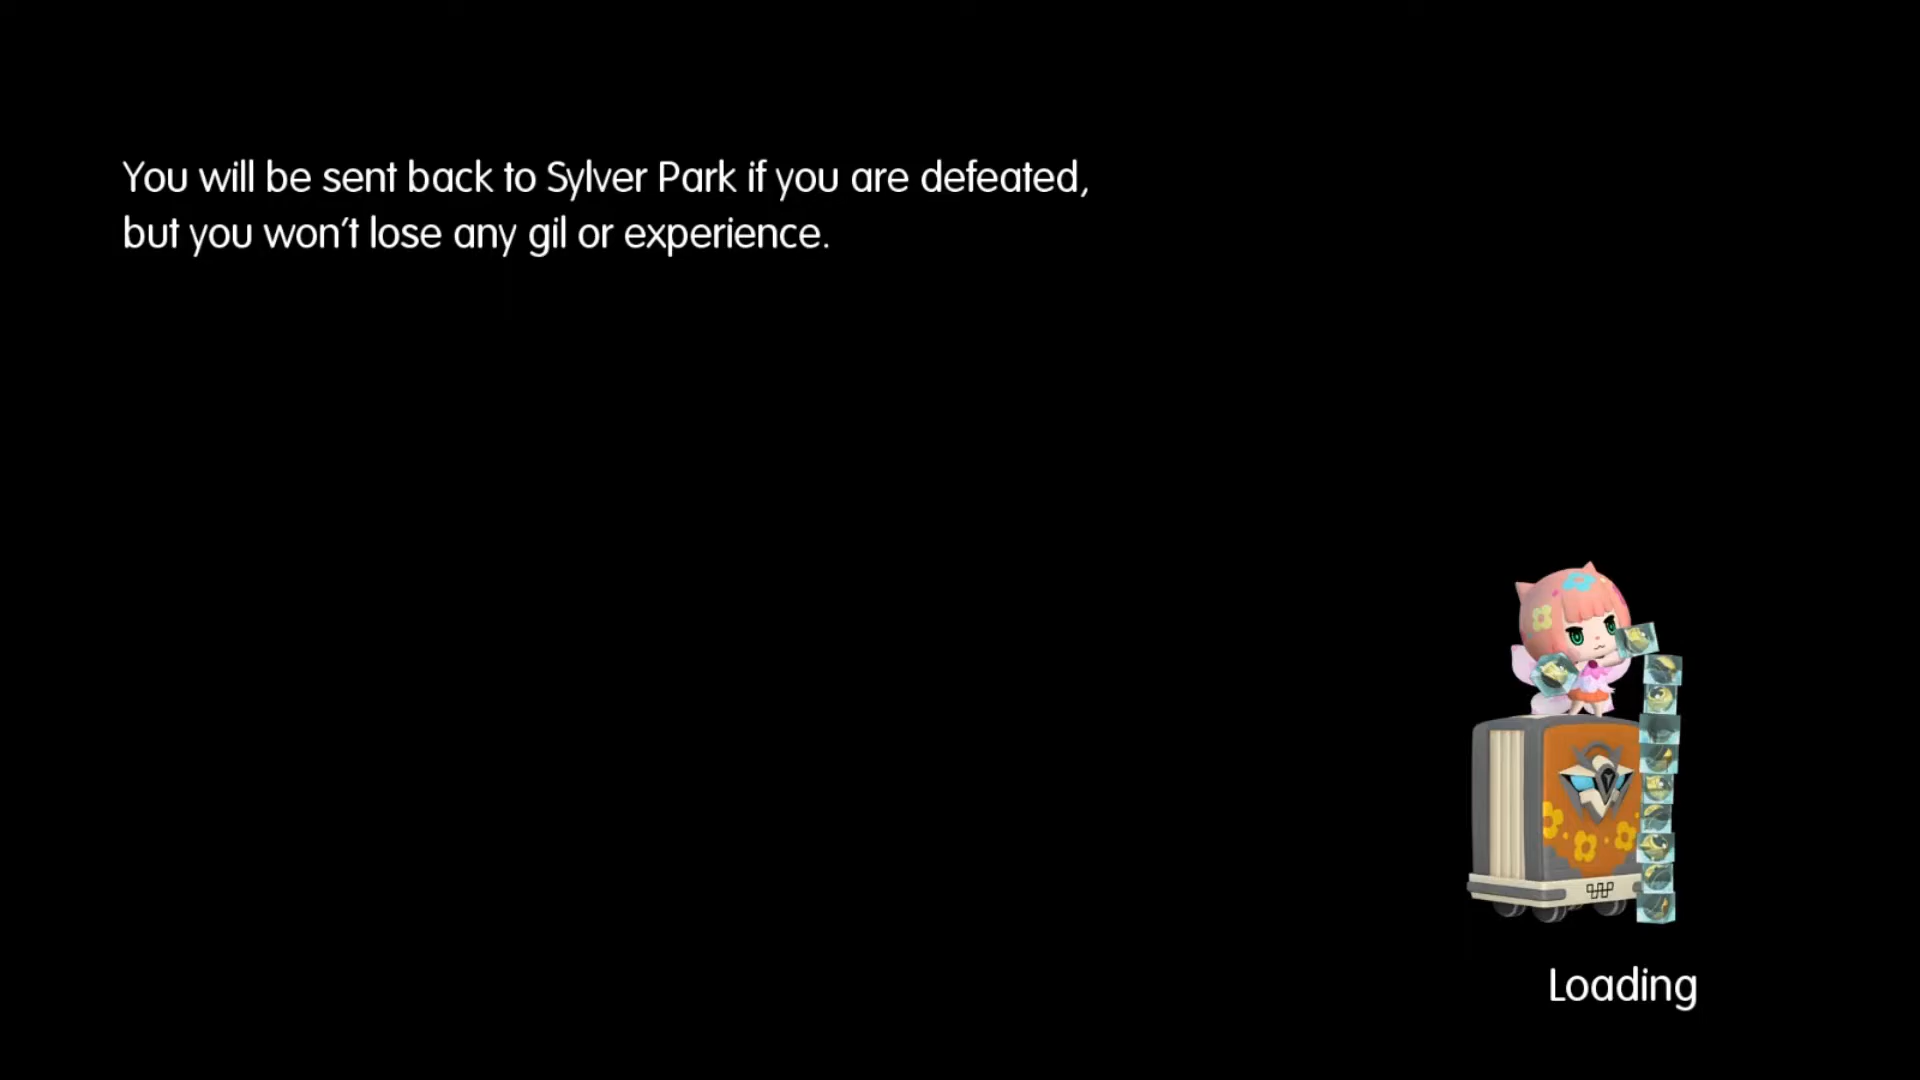 You will be sent back to Sylver Park if you are defeated,
but you won't lose any gil or experience.
Loading